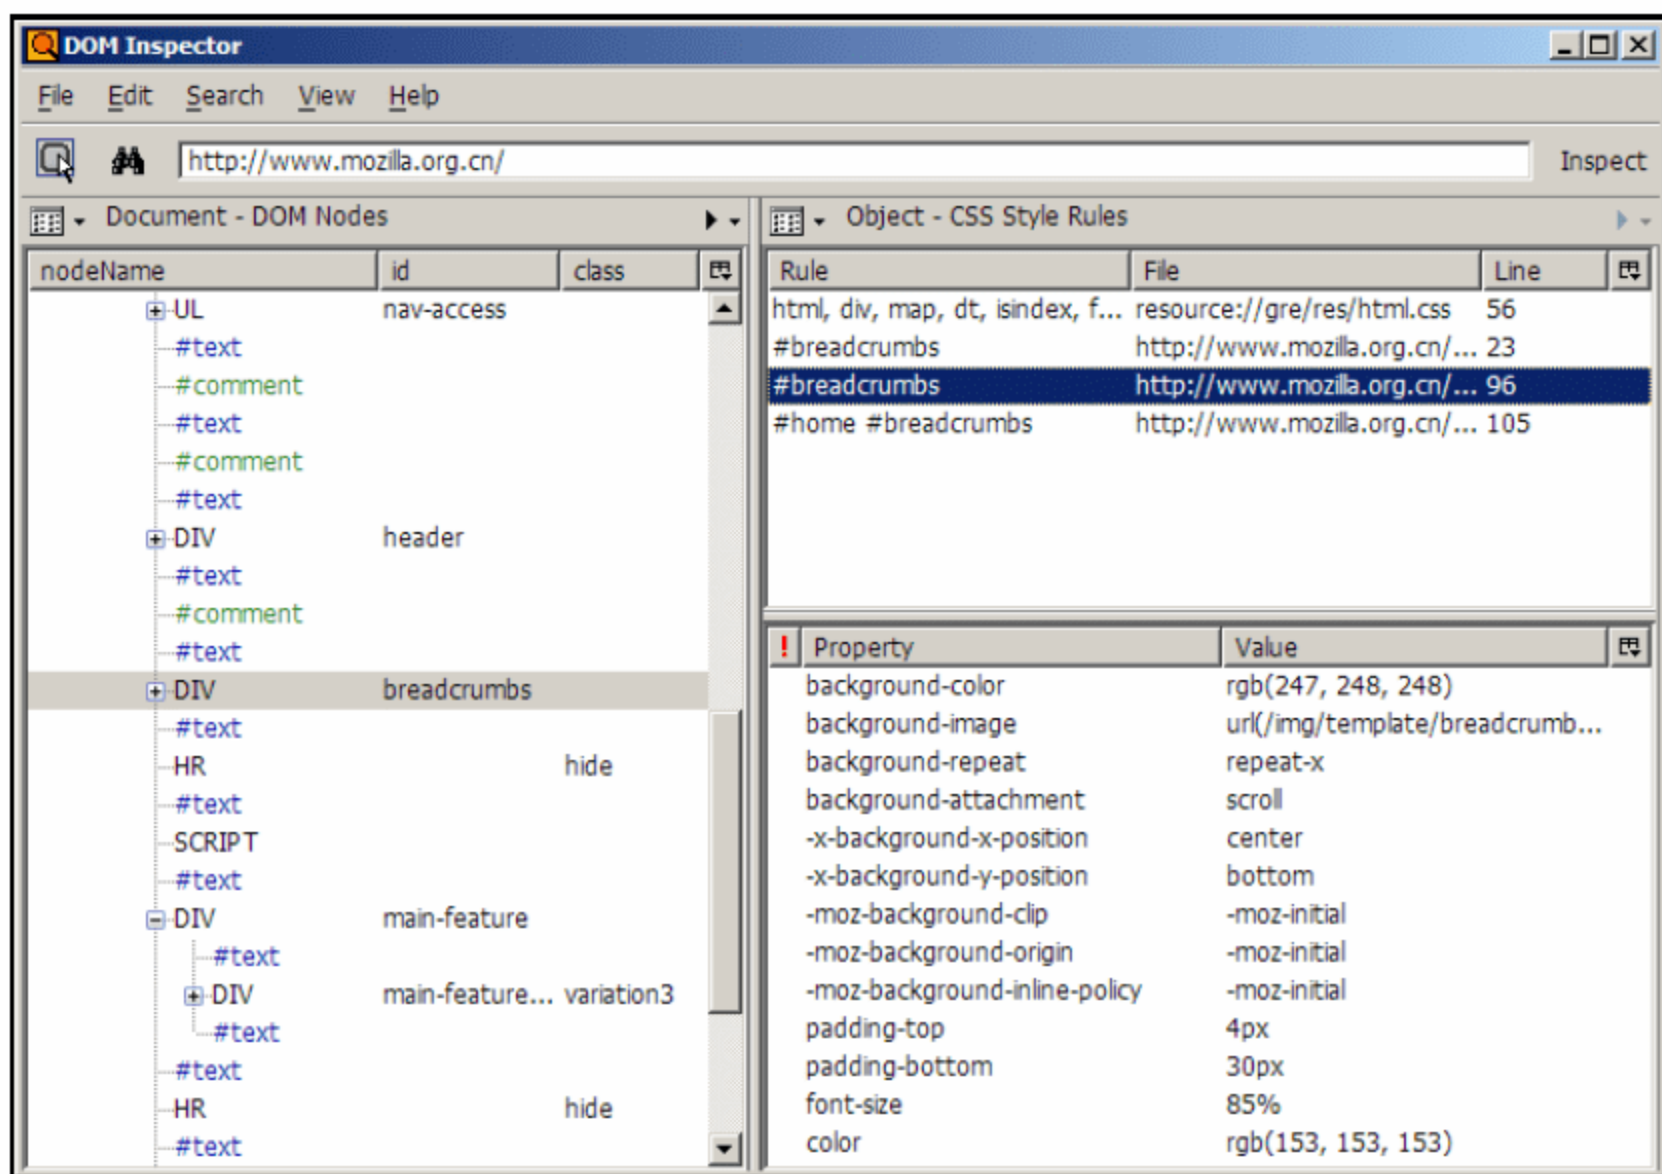 DOM Inspector
File Edit Search View Help
http://www.mozilla.org.cn/ Inspect
Document - DOM Nodes
nodeName id class
UL nav-access
#text
#comment
#text
#comment
#text
DIV header
#text
#comment
#text
DIV breadcrumbs
#text
HR hide
#text
SCRIPT
#text
DIV main-feature
#text
DIV main-feature... variation3
#text
#text
HR hide
#text
Object - CSS Style Rules
Rule File Line
html, div, map, dt, isindex, f... resource://gre/res/html.css 56
#breadcrumbs http://www.mozilla.org.cn/... 23
#breadcrumbs http://www.mozilla.org.cn/... 96
#home #breadcrumbs http://www.mozilla.org.cn/... 105
! Property Value
background-color rgb(247, 248, 248)
background-image url(/img/template/breadcrumb...
background-repeat repeat-x
background-attachment scroll
-x-background-x-position center
-x-background-y-position bottom
-moz-background-clip -moz-initial
-moz-background-origin -moz-initial
-moz-background-inline-policy -moz-initial
padding-top 4px
padding-bottom 30px
font-size 85%
color rgb(153, 153, 153)